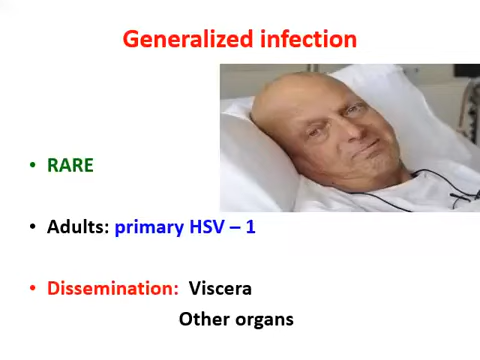 Generalized infection
• RARE
• Adults: primary HSV – 1
• Dissemination: Viscera
Other organs